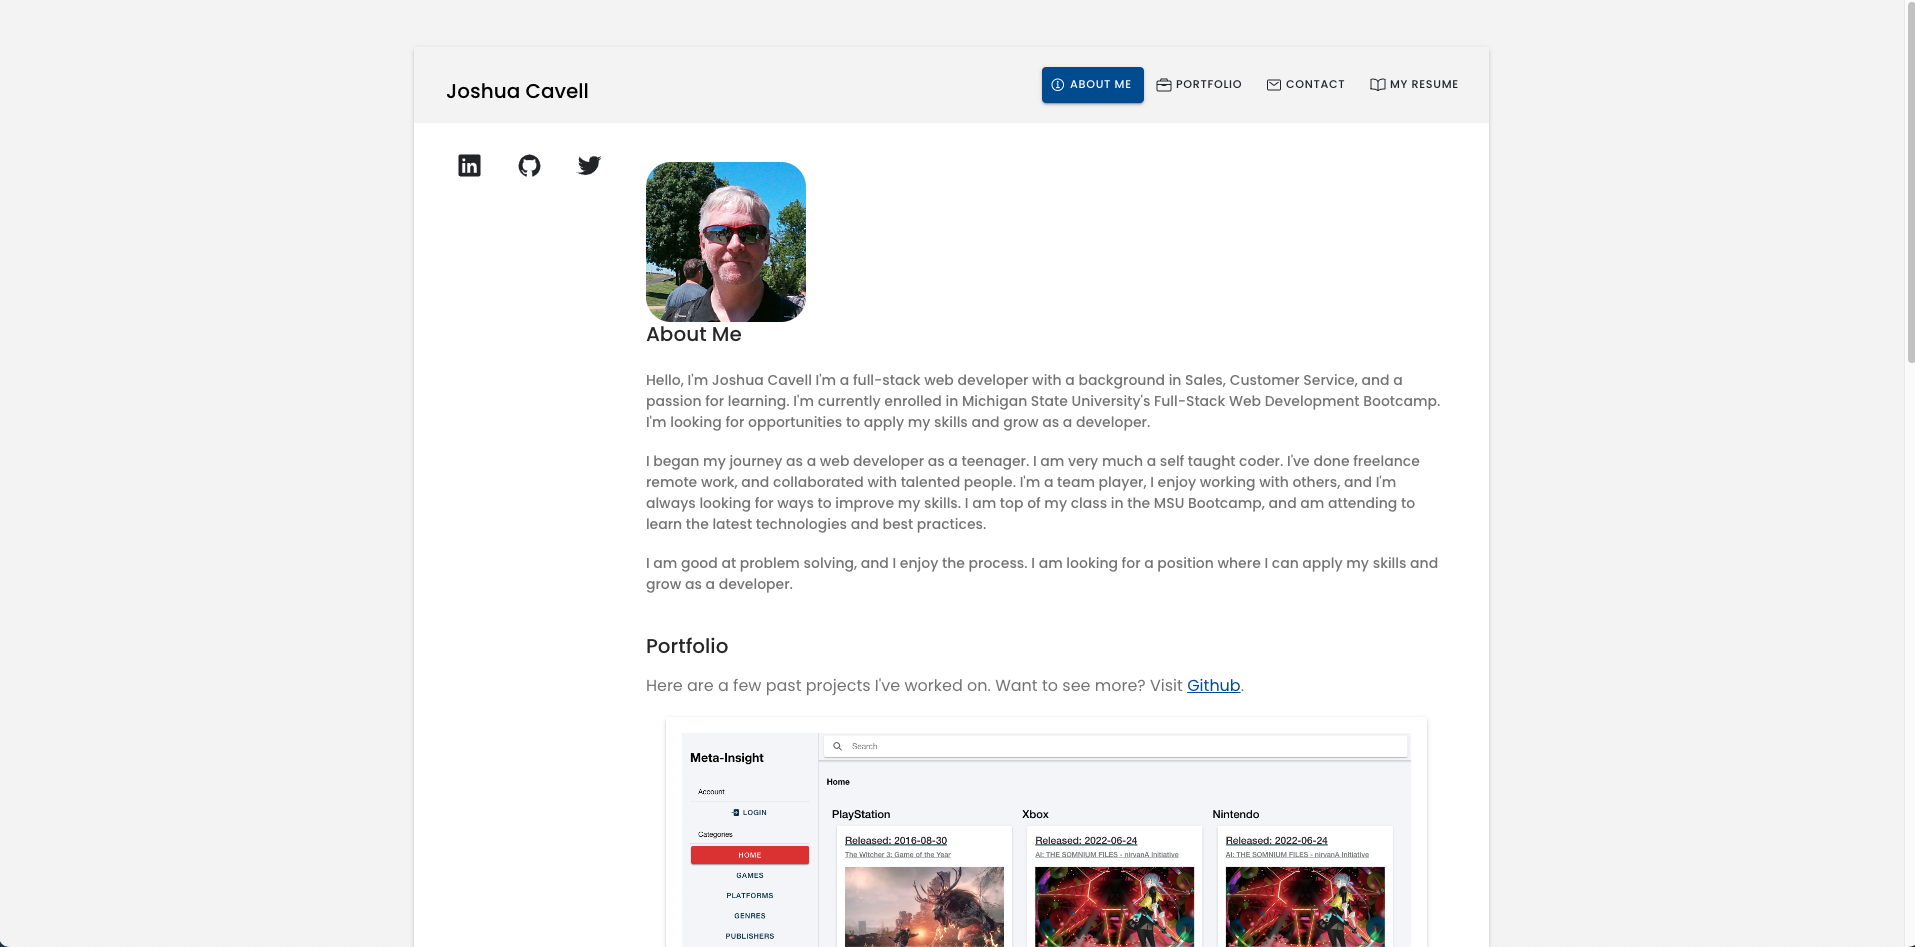 Joshua Cavell
ABOUT ME
PORTFOLIO
CONTACT
MY RESUME
About Me
Hello, I'm Joshua Cavell I'm a full-stack web developer with a background in Sales, Customer Service, and a
passion for learning. I'm currently enrolled in Michigan State University's Full-Stack Web Development Bootcamp.
I'm looking for opportunities to apply my skills and grow as a developer.
I began my journey as a web developer as a teenager. I am very much a self taught coder. I've done freelance
remote work, and collaborated with talented people. I'm a team player, I enjoy working with others, and I'm
always looking for ways to improve my skills. I am top of my class in the MSU Bootcamp, and am attending to
learn the latest technologies and best practices.
I am good at problem solving, and I enjoy the process. I am looking for a position where I can apply my skills and
grow as a developer.
Portfolio
Here are a few past projects I've worked on. Want to see more? Visit Github.
Meta-Insight
Account
LOGIN
Categories
HOME
GAMES
PLATFORMS
GENRES
PUBLISHERS
Search
Home
PlayStation
Released: 2016-08-30
The Witcher 3: Game of the Year
Xbox
Released: 2022-06-24
AI: THE SOMNIUM FILES - nirvanA Initiative
Nintendo
Released: 2022-06-24
AI: THE SOMNIUM FILES - nirvanA Initiative